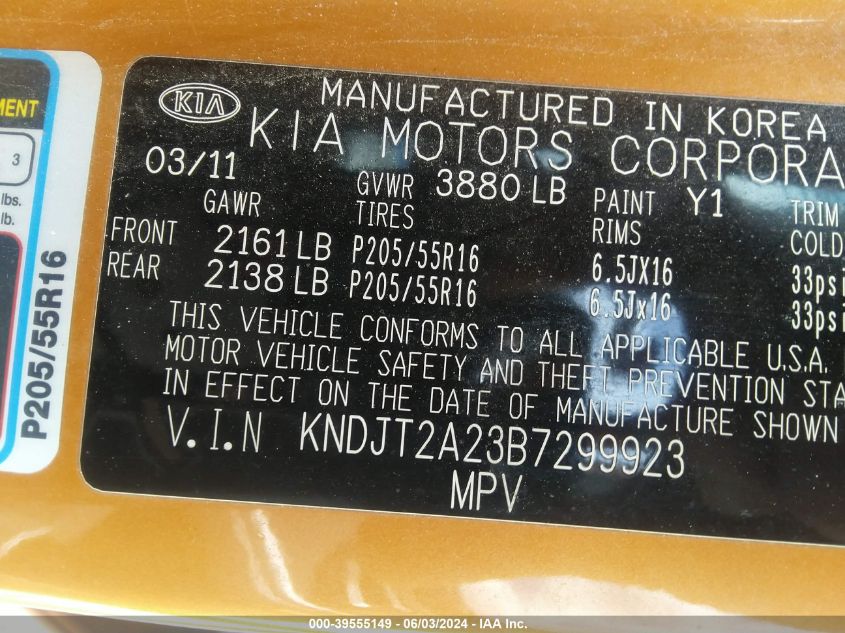 KIA
MANUFACTURED IN KOREA
KIA MOTORS CORPORA
03/11
GVWR 3880 LB
PAINT Y1
TRIM
GAWR
TIRES
RIMS
COLD
FRONT 2161 LB P205/55R16 6.5JX16 33psi
REAR 2138 LB P205/55R16 6.5Jx16 33psi
THIS VEHICLE CONFORMS TO ALL APPLICABLE U.S.A.
MOTOR VEHICLE SAFETY AND THEFT PREVENTION STA
IN EFFECT ON THE DATE OF MANUFACTURE SHOWN
V.I.N KNDJT2A23B7299923
MPV
MENT
3
lbs.
lb.
P205/55R16
000-39555149 - 06/03/2024 - IAA Inc.